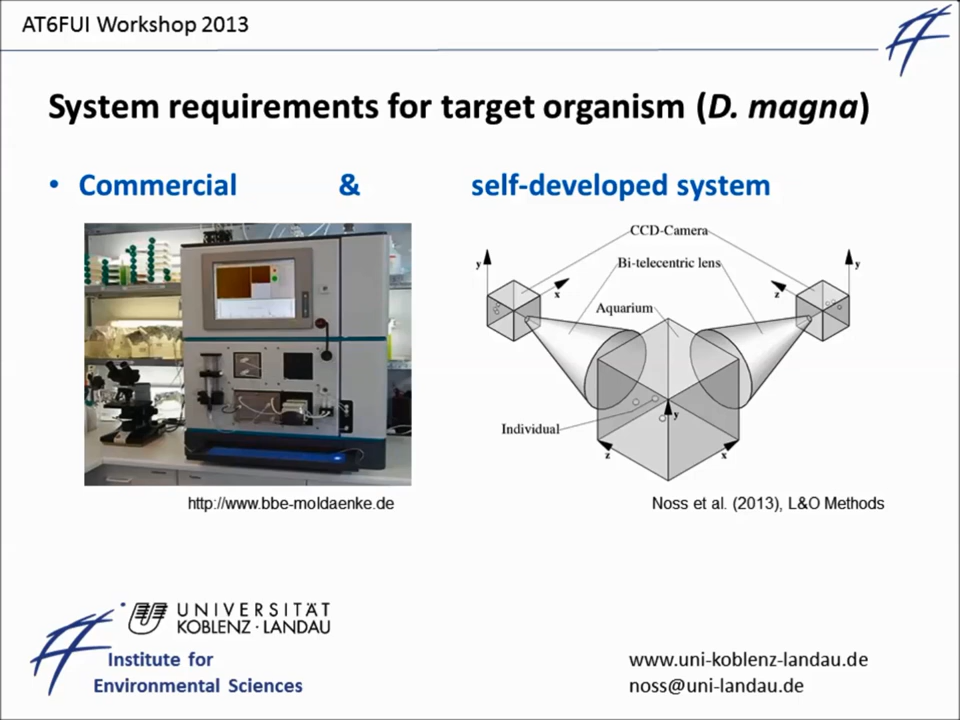 AT6FUI Workshop 2013
System requirements for target organism (D. magna)
• Commercial & self-developed system
CCD-Camera
y
y
Bi-telecentric lens
x
z
Aquarium
y
Individual
z
x
http://www.bbe-moldaenke.de
Noss et al. (2013), L&O Methods
UNIVERSITÄT
KOBLENZ · LANDAU
Institute for
Environmental Sciences
www.uni-koblenz-landau.de
noss@uni-landau.de